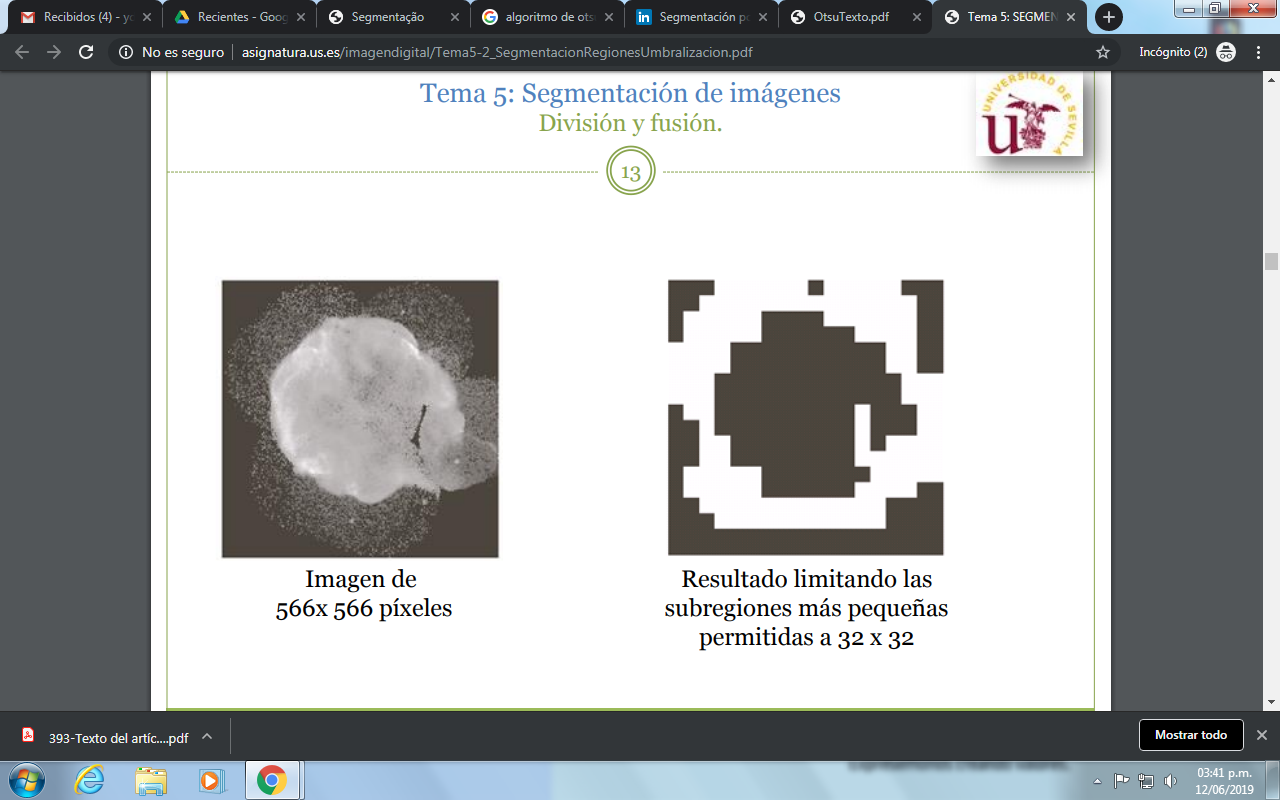 Recibidos (4) - yo
Recientes - Goog
Segmentação
algoritmo de ots
Segmentación po
OtsuTexto.pdf
Tema 5: SEGMEN
No es seguro
asignatura.us.es/imagendigital/Tema5-2_SegmentacionRegionesUmbralizacion.pdf
Incógnito (2)
Tema 5: Segmentación de imágenes
División y fusión.
UNIVERSIDAD DE SEVILLA
13
Imagen de
566x 566 píxeles
Resultado limitando las
subregiones más pequeñas
permitidas a 32 x 32
393-Texto del artíc....pdf
Mostrar todo
03:41 p.m.
12/06/2019